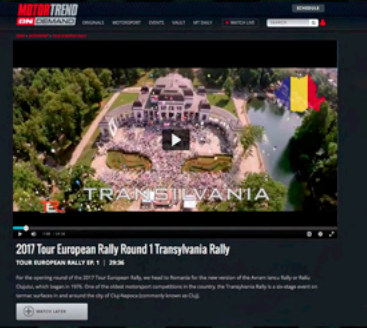 MOTORTREND
ON DEMAND
ORIGINALS MOTORSPORT EVENTS VAULT MT DAILY WATCH LIVE SEARCH
SCHEDULE
TRANSILVANIA
2017 Tour European Rally Round 1 Transylvania Rally
TOUR EUROPEAN RALLY EP. 1 | 29:36
For the opening round of the 2017 Tour European Rally, we head to Romania for the new version of the Avram Iancu Rally or Raliu
Clujului, which began in 1976. One of the oldest motorsport competitions in the country, the Transylvania Rally is a six-stage event on
tarmac surfaces in and around the city of Cluj-Napoca (commonly known as Cluj).
WATCH LATER